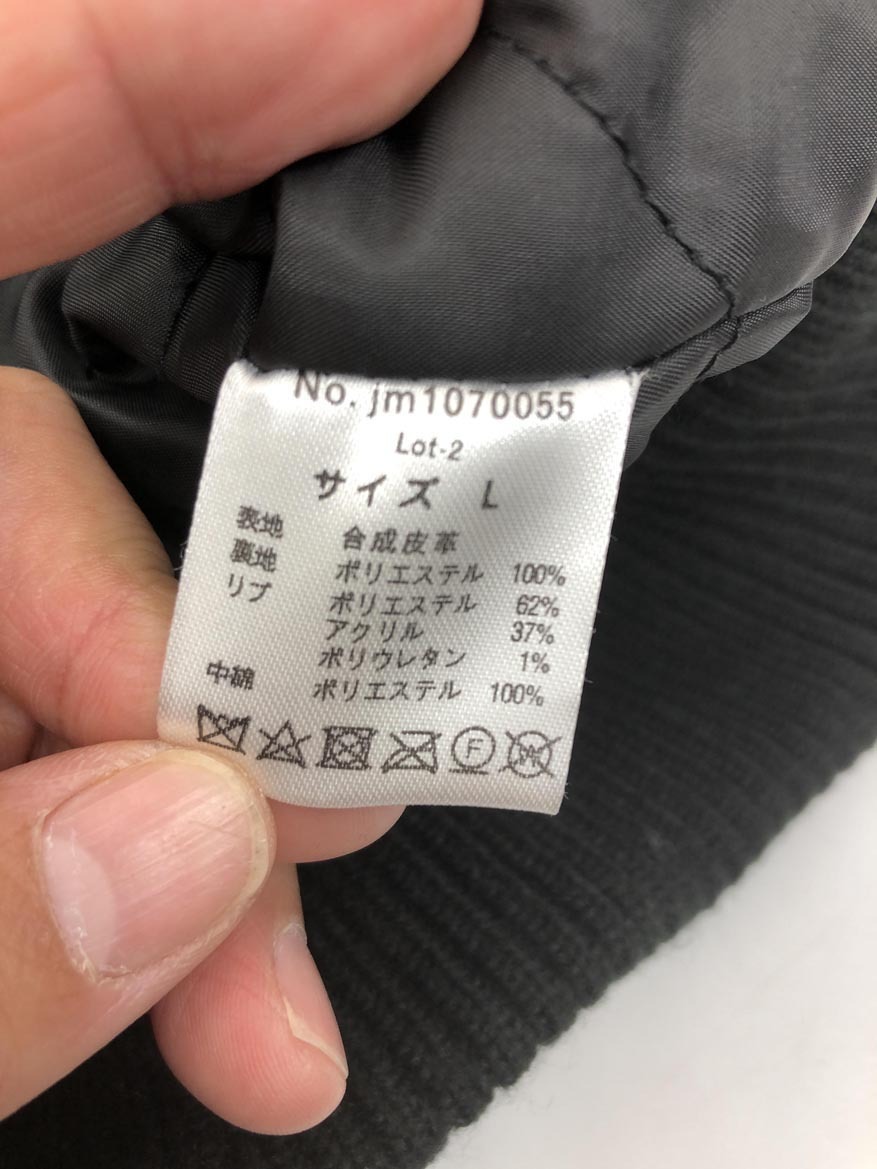 No. jm1070055
Lot-2
サイズ L
表地 合成皮革
裏地 ポリエステル 100%
リブ ポリエステル 62%
アクリル 37%
ポリウレタン 1%
中綿 ポリエステル 100%
F
W